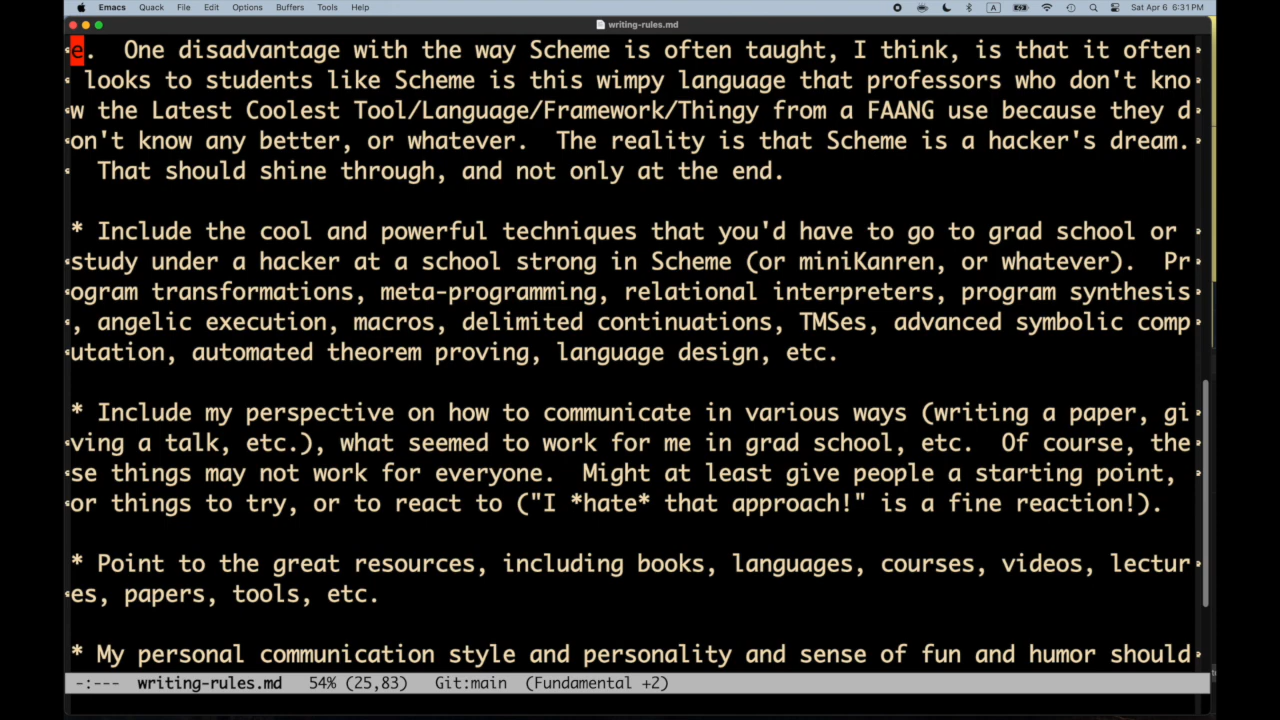 Emacs Quack File Edit Options Buffers Tools Help A Sat Apr 6 6:31 PM
writing-rules.md
e.  One disadvantage with the way Scheme is often taught, I think, is that it often
looks to students like Scheme is this wimpy language that professors who don't kno
w the Latest Coolest Tool/Language/Framework/Thingy from a FAANG use because they d
on't know any better, or whatever.  The reality is that Scheme is a hacker's dream.
That should shine through, and not only at the end.
* Include the cool and powerful techniques that you'd have to go to grad school or
study under a hacker at a school strong in Scheme (or miniKanren, or whatever).  Pr
ogram transformations, meta-programming, relational interpreters, program synthesis
, angelic execution, macros, delimited continuations, TMSes, advanced symbolic comp
utation, automated theorem proving, language design, etc.
* Include my perspective on how to communicate in various ways (writing a paper, gi
ving a talk, etc.), what seemed to work for me in grad school, etc.  Of course, the
se things may not work for everyone.  Might at least give people a starting point,
or things to try, or to react to ("I *hate* that approach!" is a fine reaction!).
* Point to the great resources, including books, languages, courses, videos, lectur
es, papers, tools, etc.
* My personal communication style and personality and sense of fun and humor should
-:--- writing-rules.md 54% (25,83) Git:main (Fundamental +2)